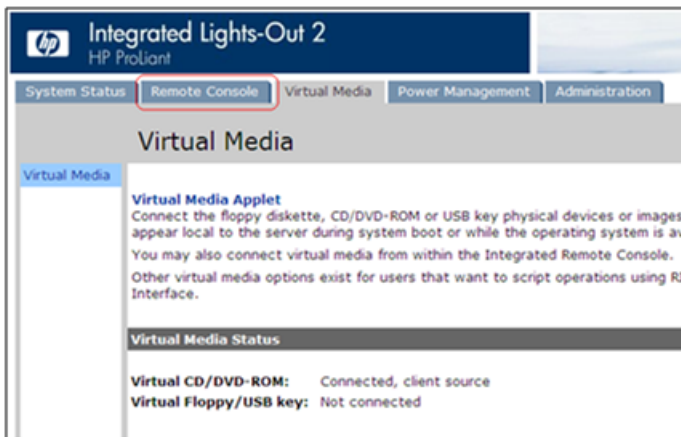 hp
Integrated Lights-Out 2
HP ProLiant
System Status Remote Console Virtual Media Power Management Administration
Virtual Media
Virtual Media
Virtual Media Applet
Connect the floppy diskette, CD/DVD-ROM or USB key physical devices or images
appear local to the server during system boot or while the operating system is
You may also connect virtual media from within the Integrated Remote Console.
Other virtual media options exist for users that want to script operations using
Interface.
Virtual Media Status
Virtual CD/DVD-ROM: Connected, client source
Virtual Floppy/USB key: Not connected